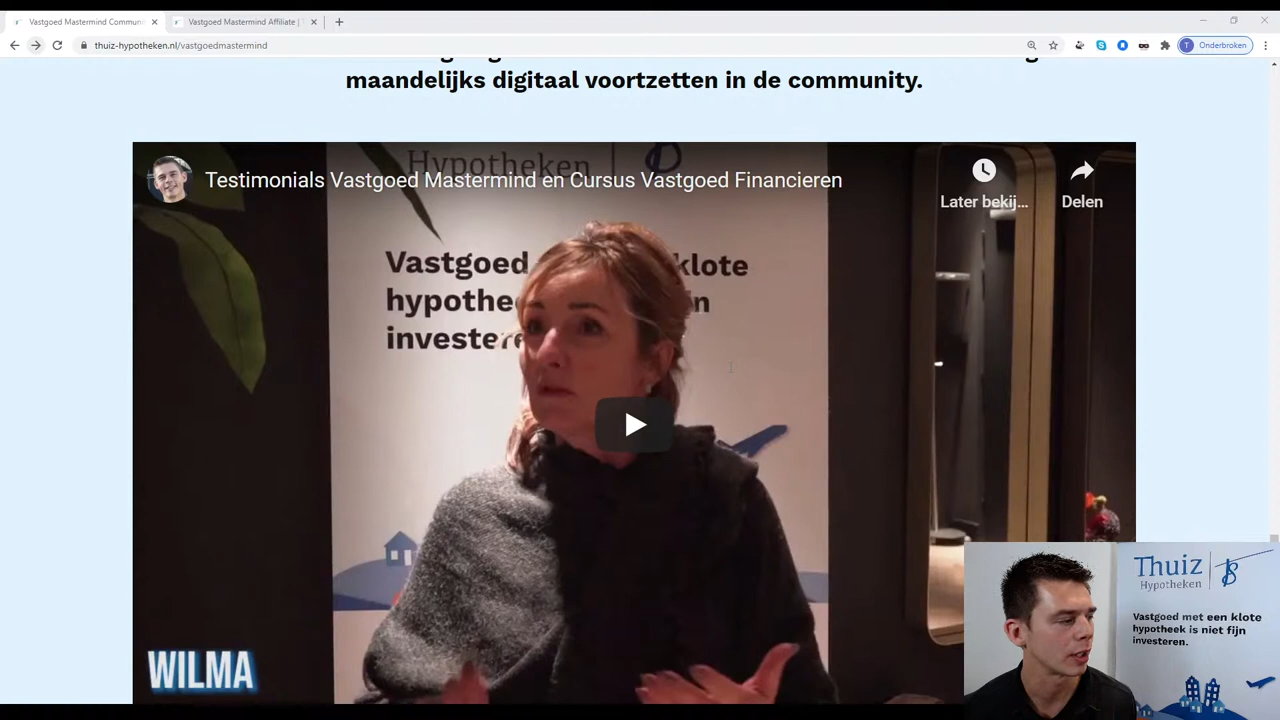 Vastgoed Mastermind Commun
Vastgoed Mastermind Affiliate | T
thuiz-hypotheken.nl/vastgoedmastermind
T Onderbroken
maandelijks digitaal voortzetten in de community.
Hypotheken
Testimonials Vastgoed Mastermind en Cursus Vastgoed Financieren
Later bekij...
Delen
Vastgoed klote
hypothe
investere
WILMA
Thuiz
Hypotheken
Vastgoed met een klote
hypotheek is niet fijn
investeren.